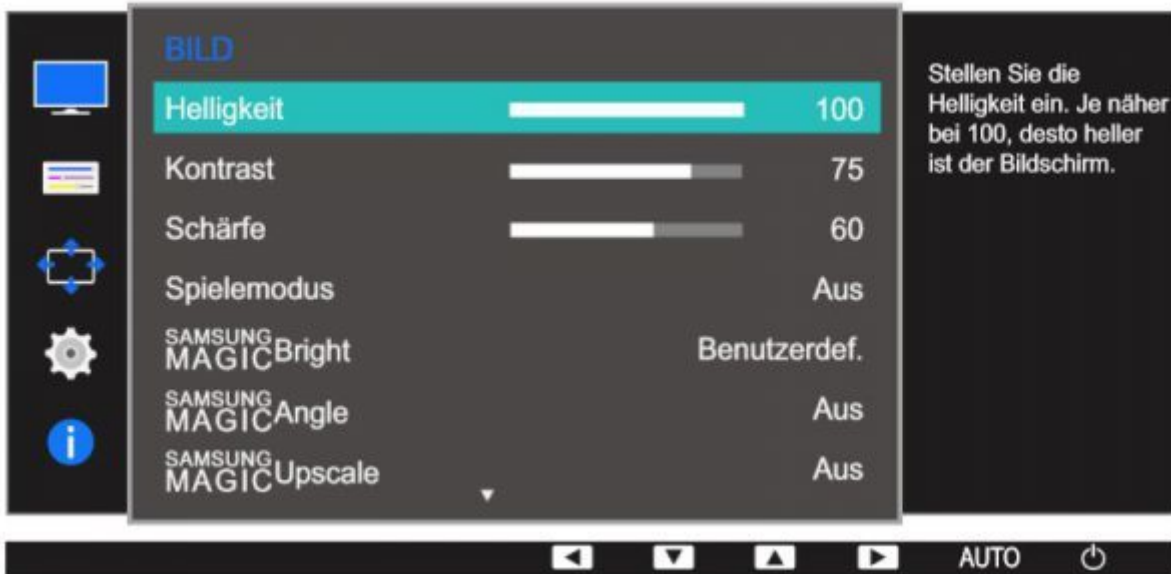 BILD
Helligkeit 100
Kontrast 75
Schärfe 60
Spielemodus Aus
SAMSUNG MAGIC Bright Benutzerdef.
SAMSUNG MAGIC Angle Aus
SAMSUNG MAGIC Upscale Aus
Stellen Sie die
Helligkeit ein. Je näher
bei 100, desto heller
ist der Bildschirm.
AUTO